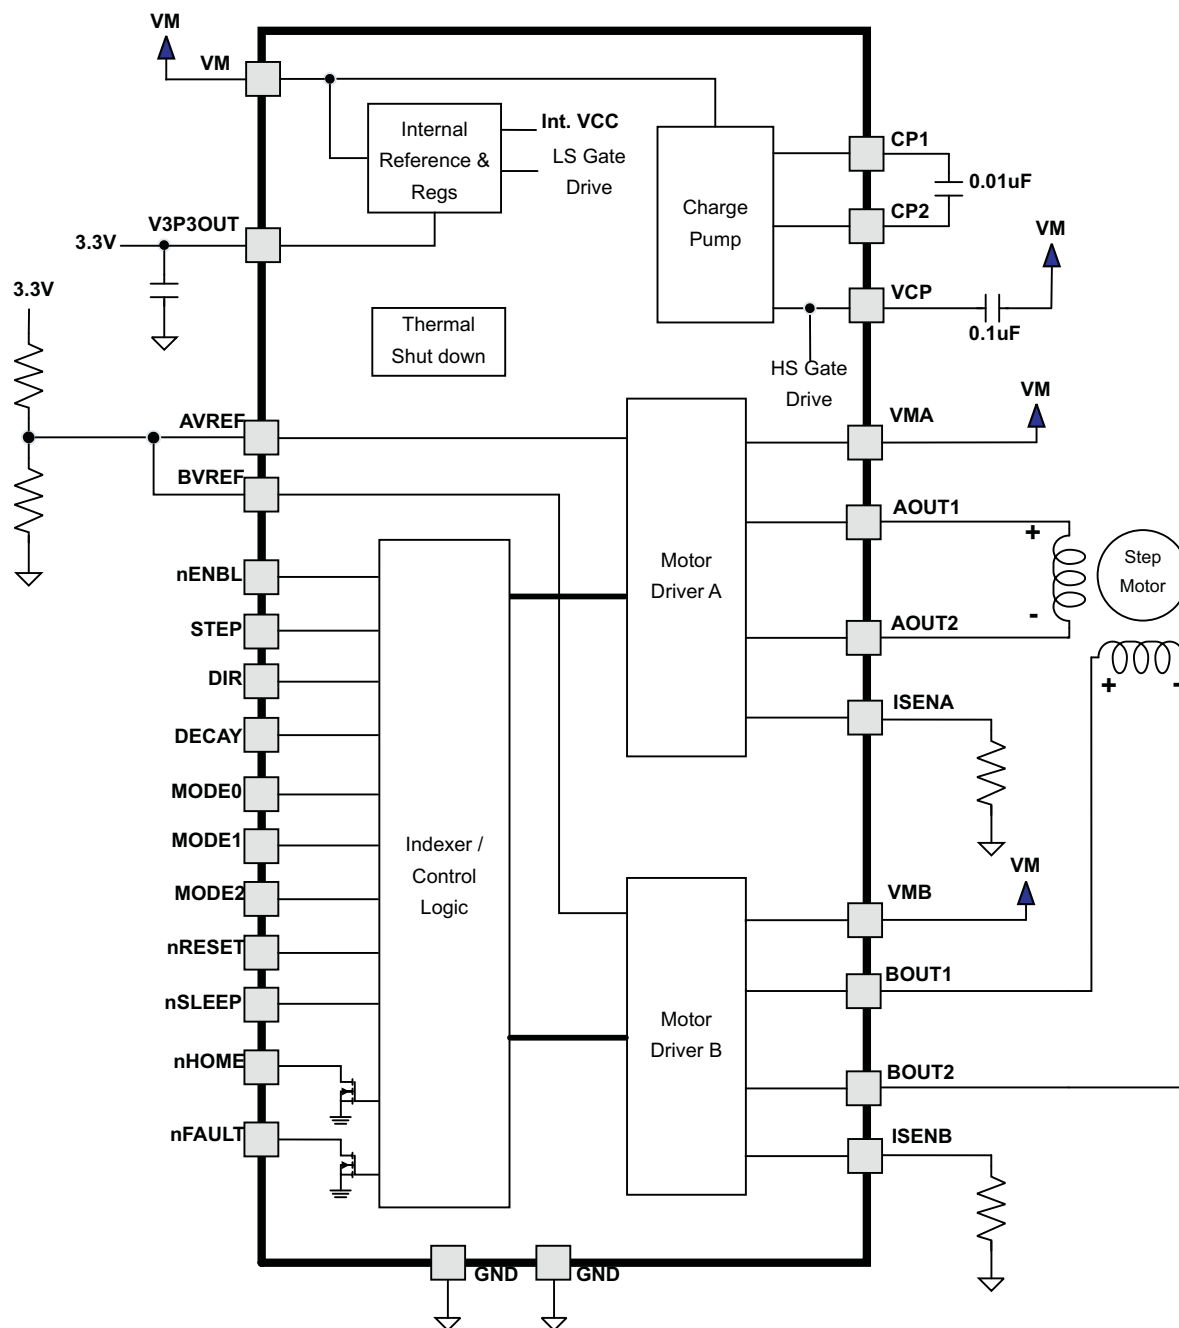 VM
VM
Internal
Reference &
Regs
Int. VCC
LS Gate
Drive
V3P3OUT
3.3V
3.3V
Thermal
Shut down
Charge
Pump
CP1
0.01uF
CP2
VM
VCP
0.1uF
HS Gate
Drive
AVREF
BVREF
nENBL
STEP
DIR
DECAY
MODE0
MODE1
MODE2
nRESET
nSLEEP
nHOME
nFAULT
Indexer /
Control
Logic
Motor
Driver A
VMA
VM
AOUT1
+
-
Step
Motor
AOUT2
+
-
ISENA
Motor
Driver B
VM
VMB
BOUT1
BOUT2
ISENB
GND
GND